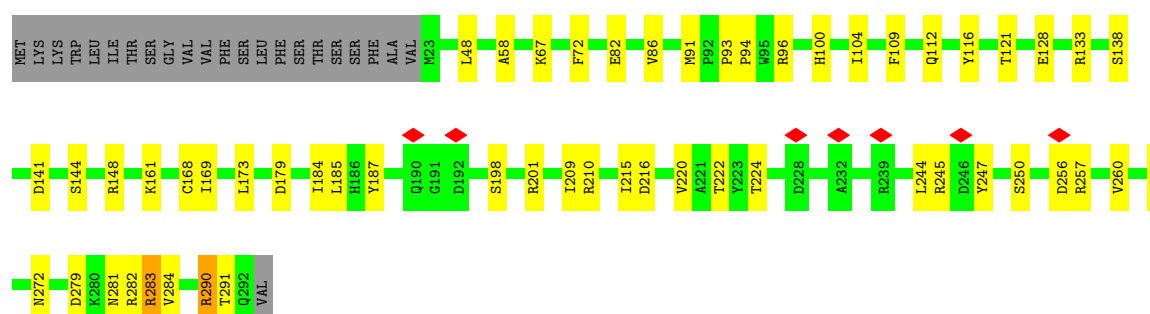 MET LYS LYS TRP LEU ILE THR SER GLY VAL VAL PHE SER LEU PHE SER THR SER SER PHE ALA VAL M23 L48 A58 K67 F72 E82 V86 M91 P92 P93 P94 W95 R96 H100 I104 F109 Q112 Y116 T121 E128 R133 S138
D141 S144 R148 K161 C168 I169 L173 D179 I184 L185 H186 Y187 Q190 G191 D192 S198 R201 I209 R210 I215 D216 V220 A221 T222 Y223 T224 D228 A232 R239 L244 R245 D246 Y247 S250 D256 R257 V260
N272 D279 K280 N281 R282 R283 V284 R290 T291 Q292 VAL